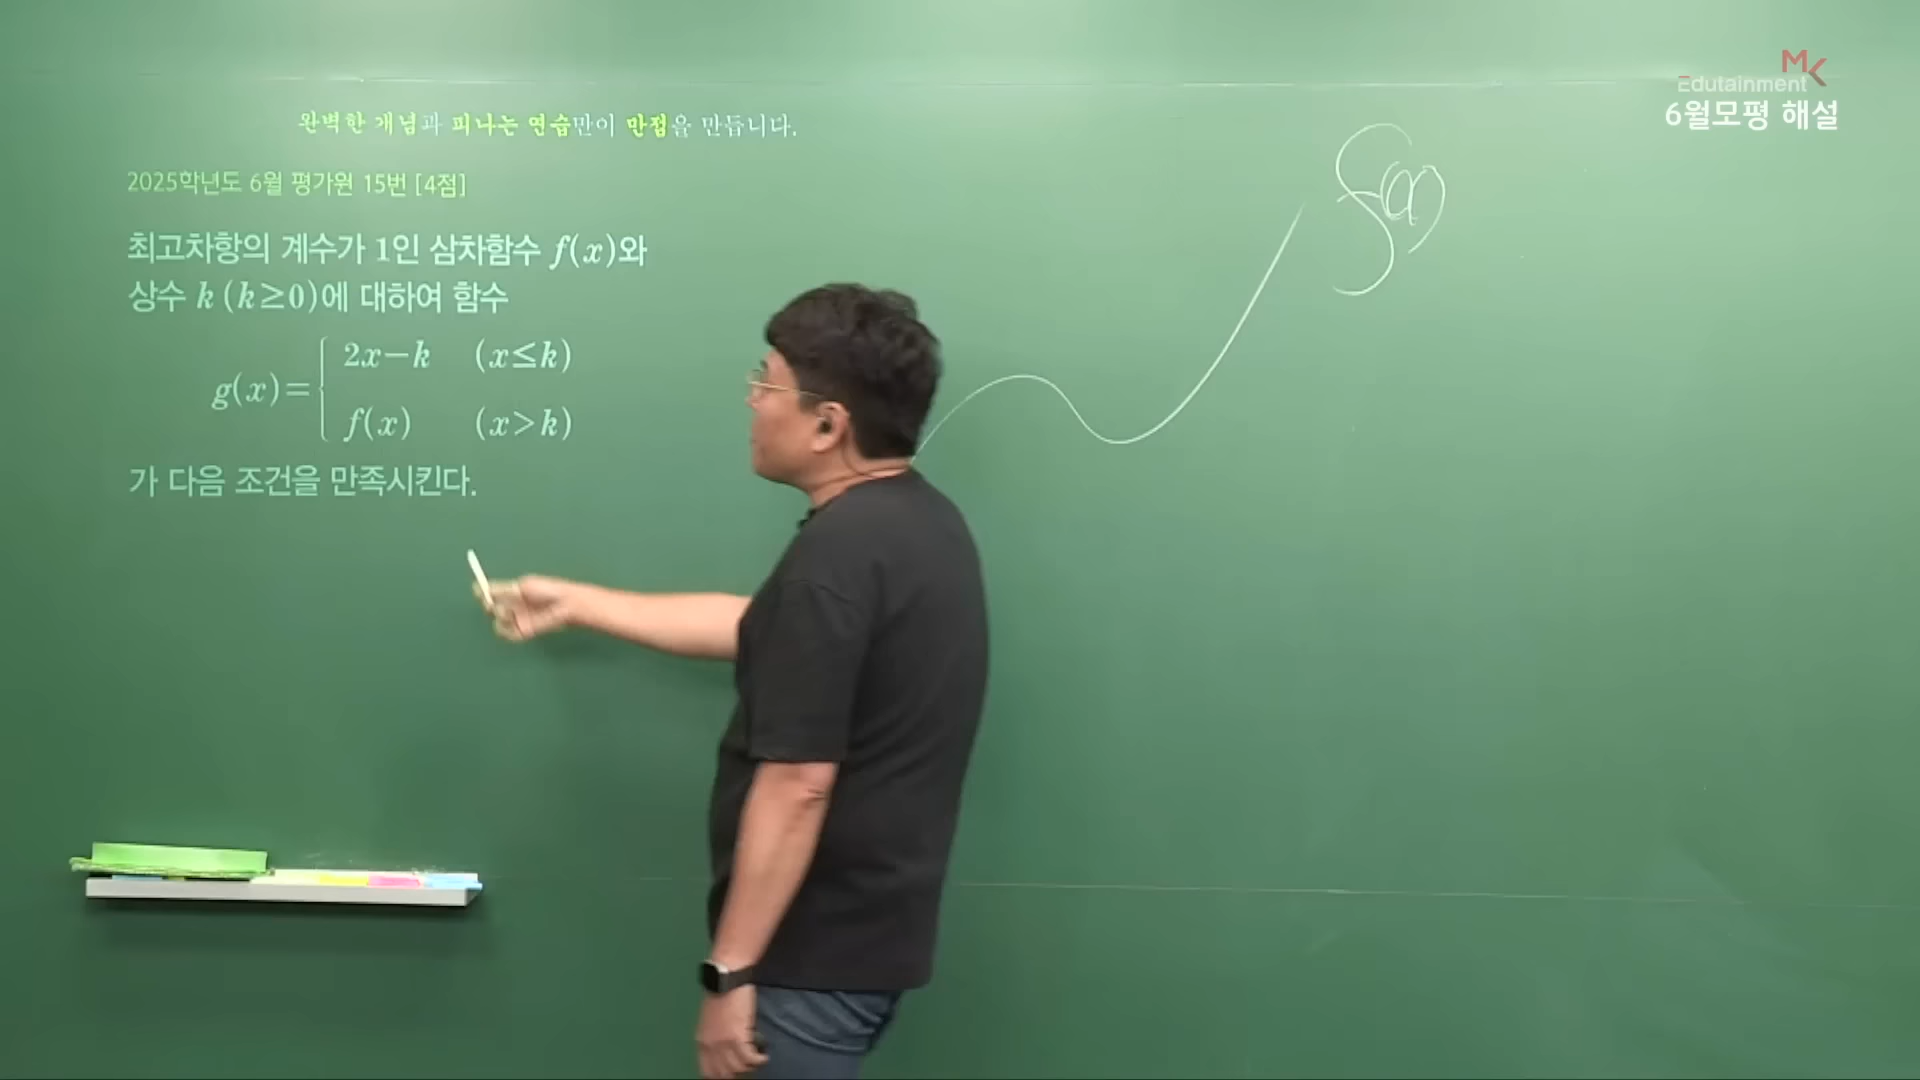 MK
Edutainment
6월모평 해설
완벽한 개념과 피나는 연습만이 만점을 만듭니다.
2025학년도 6월 평가원 15번 [4점]
최고차항의 계수가 1인 삼차함수 f(x)와
상수 k (k≥0)에 대하여 함수
g(x)={ 2x-k (x≤k)
f(x) (x>k)
가 다음 조건을 만족시킨다.
f(x)